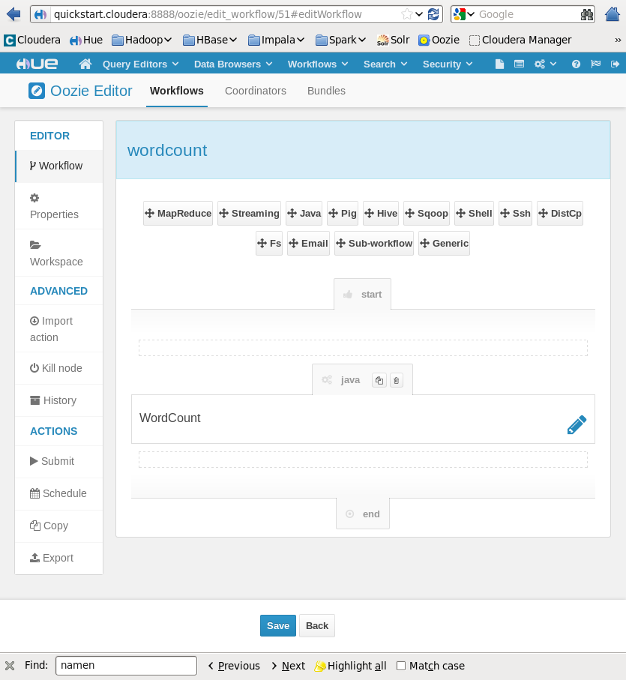 quickstart.cloudera:8888/oozie/edit_workflow/51#editWorkflow Google
Cloudera Hue Hadoop HBase Impala Spark Solr Oozie Cloudera Manager »
HUE Query Editors Data Browsers Workflows Search Security
Oozie Editor Workflows Coordinators Bundles
EDITOR
Workflow
Properties
Workspace
ADVANCED
Import
action
Kill node
History
ACTIONS
Submit
Schedule
Copy
Export
wordcount
MapReduce Streaming Java Pig Hive Sqoop Shell Ssh DistCp
Fs Email Sub-workflow Generic
start
java
WordCount
end
Save Back
Find: namen Previous Next Highlight all Match case